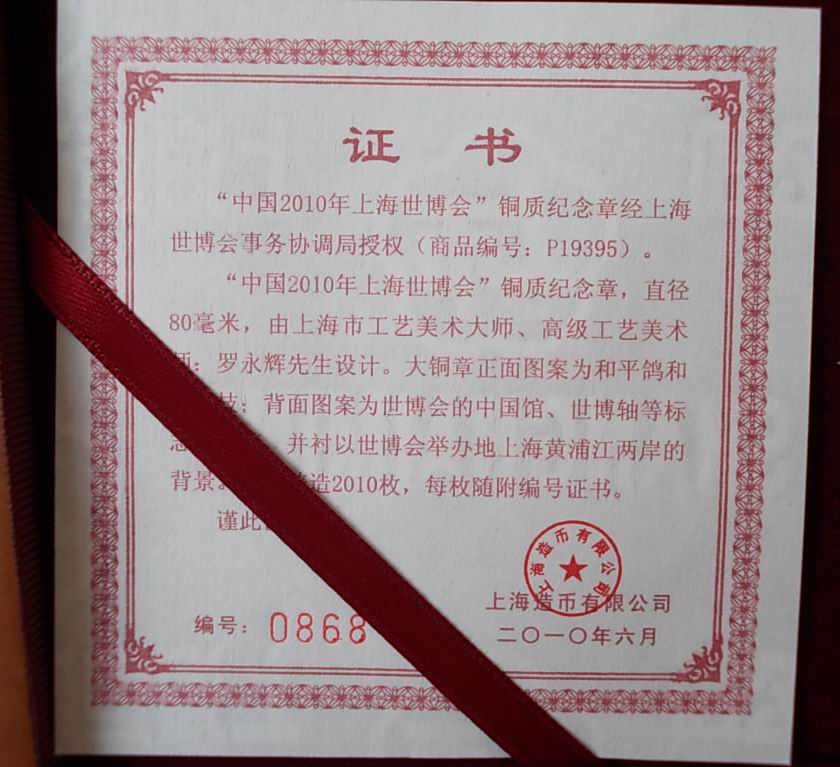 证 书
“中国2010年上海世博会”铜质纪念章经上海
世博会事务协调局授权（商品编号：P19395）。
“中国2010年上海世博会”铜质纪念章，直径
80毫米，由上海市工艺美术大师、高级工艺美术
：罗永辉先生设计。大铜章正面图案为和平鸽和
；背面图案为世博会的中国馆、世博轴等标
并衬以世博会举办地上海黄浦江两岸的
背景。 造2010枚，每枚随附编号证书。
谨此
上海造币有限公司
上海造币有限公司
编号：0868
二〇一〇年六月